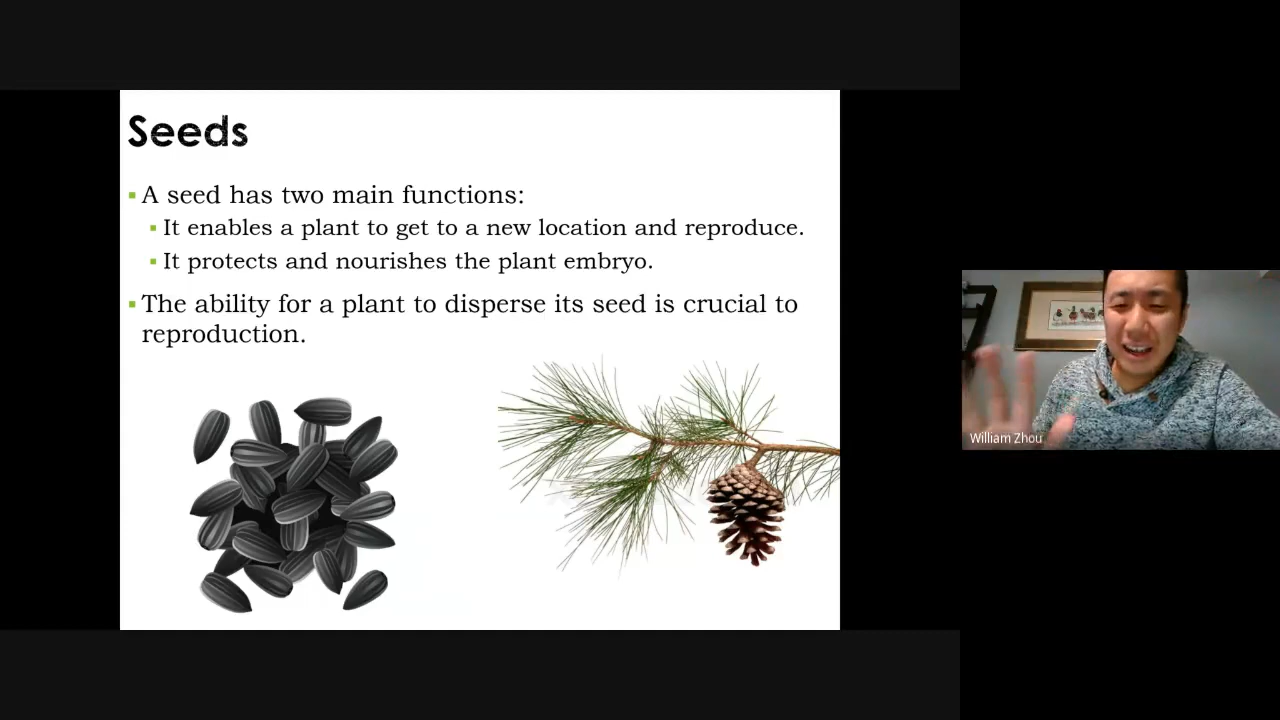 Seeds
A seed has two main functions:
It enables a plant to get to a new location and reproduce.
It protects and nourishes the plant embryo.
The ability for a plant to disperse its seed is crucial to
reproduction.
William Zhou